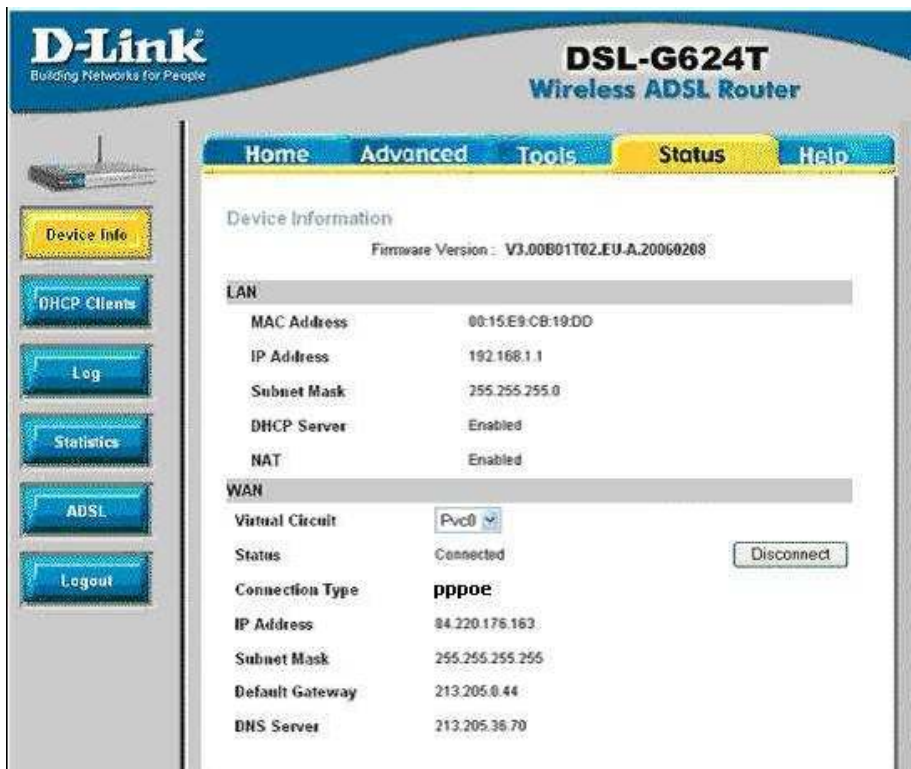 D-Link
Building Networks for People
DSL-G624T
Wireless ADSL Router
Home Advanced Tools Status Help
Device Info
DHCP Clients
Log
Statistics
ADSL
Logout
Device Information
Firmware Version : V3.00B01T02.EU-A.20060208
LAN
MAC Address 00:15:E9:CB:19:DD
IP Address 192.168.1.1
Subnet Mask 255.255.255.0
DHCP Server Enabled
NAT Enabled
WAN
Virtual Circuit Pvc0
Status Connected Disconnect
Connection Type pppoe
IP Address 84.220.176.163
Subnet Mask 255.255.255.255
Default Gateway 213.205.0.44
DNS Server 213.205.36.70